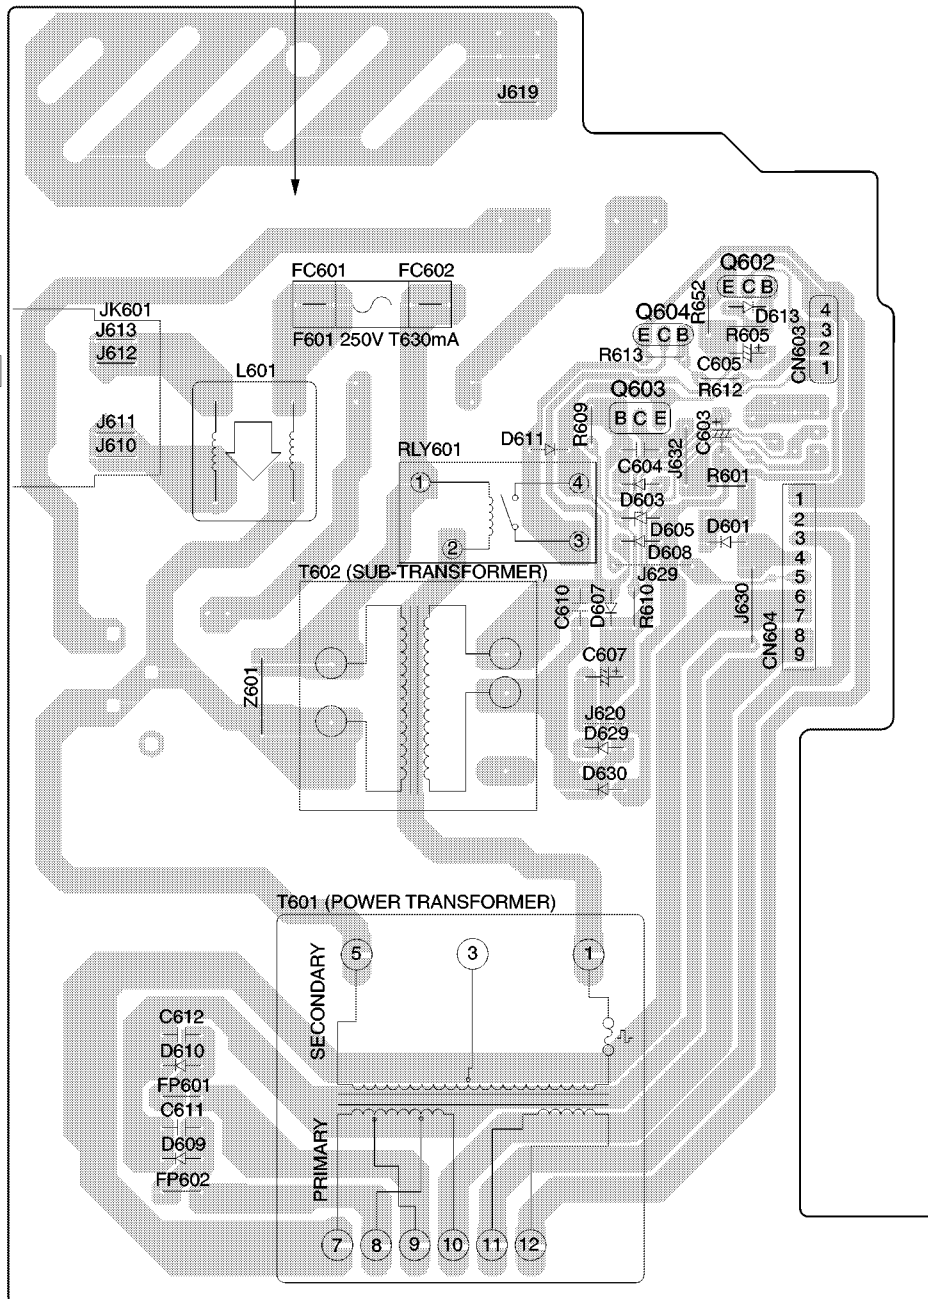 J619
FC601 FC602
F601 250V T630mA
JK601
J613
J612
J611
J610
L601
Q602
E C B
R652
D613
Q604
E C B
R613
R605
C605
R612
CN603
4
3
2
1
Q603
B C E
R609
D611
J632
C603
C604
R601
D603
D605
D608
D601
J629
RLY601
1
2
4
3
T602 (SUB-TRANSFORMER)
Z601
C610
D607
R610
J630
CN604
1
2
3
4
5
6
7
8
9
C607
J620
D629
D630
T601 (POWER TRANSFORMER)
SECONDARY
5 3 1
C612
D610
FP601
C611
D609
FP602
PRIMARY
7 8 9 10 11 12